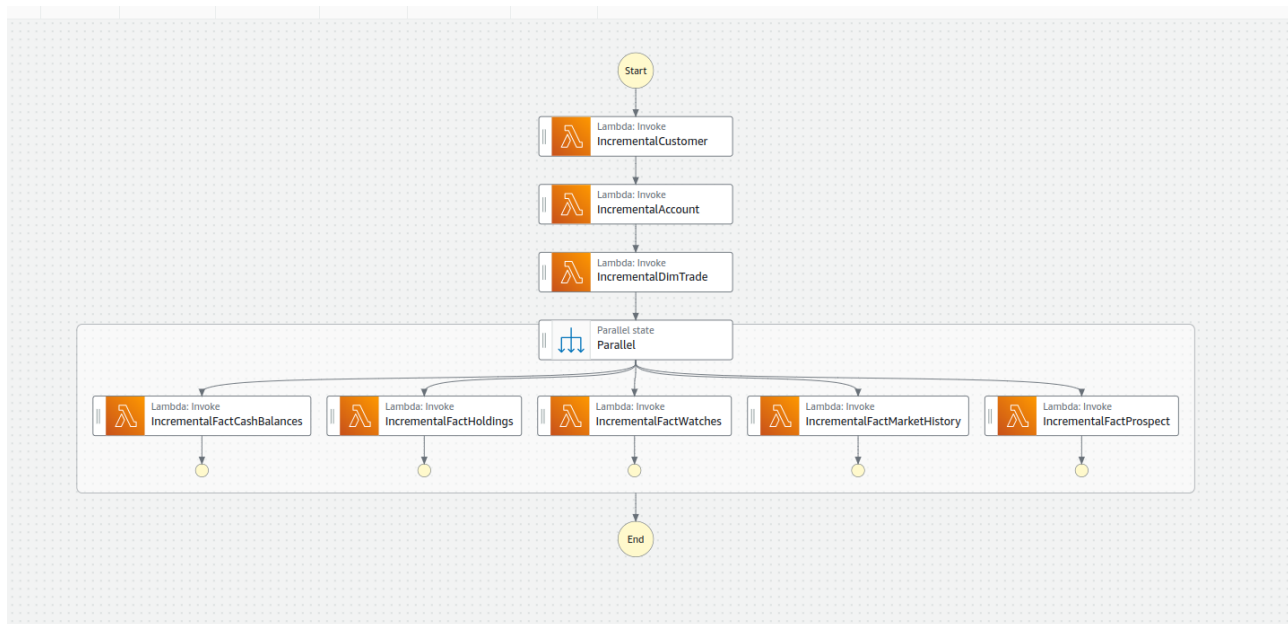 Start
Lambda: Invoke
IncrementalCustomer
Lambda: Invoke
IncrementalAccount
Lambda: Invoke
IncrementalDimTrade
Parallel state
Parallel
Lambda: Invoke
IncrementalFactCashBalances
Lambda: Invoke
IncrementalFactHoldings
Lambda: Invoke
IncrementalFactWatches
Lambda: Invoke
IncrementalFactMarketHistory
Lambda: Invoke
IncrementalFactProspect
End